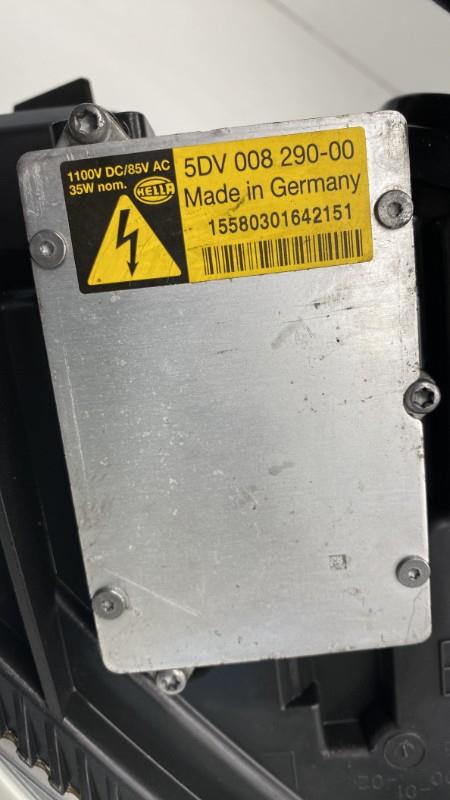 1100V DC/85V AC
35W nom.
HELLA
5DV 008 290-00
Made in Germany
15580301642151